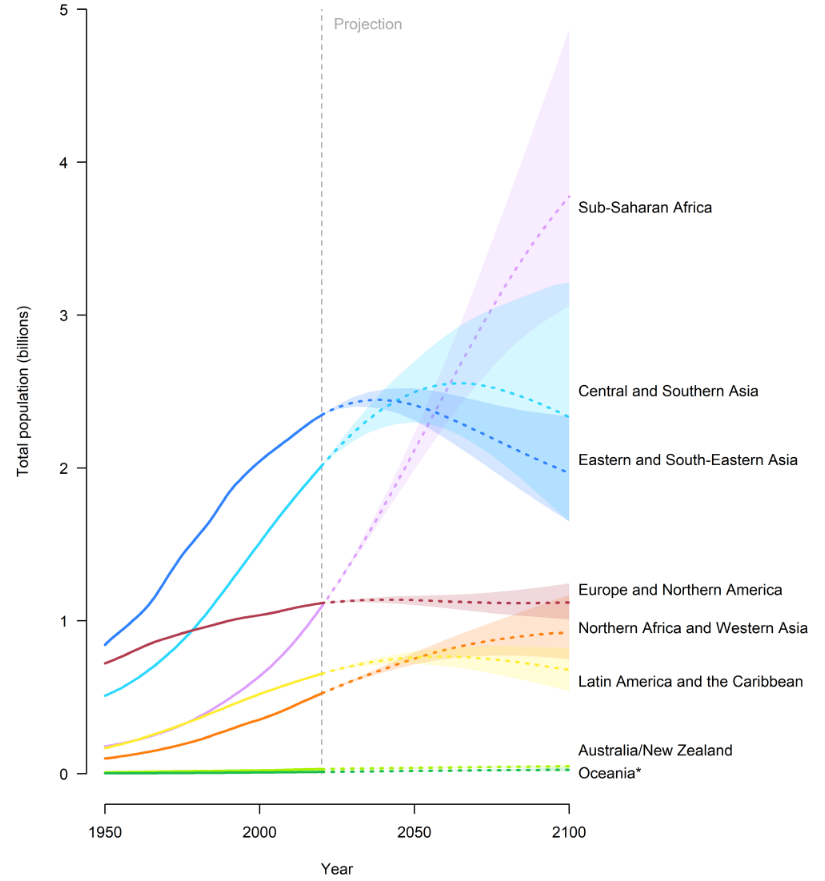 5
Projection
4
Sub-Saharan Africa
3
Total population (billions)
Central and Southern Asia
2
Eastern and South-Eastern Asia
Europe and Northern America
1
Northern Africa and Western Asia
Latin America and the Caribbean
Australia/New Zealand
0
Oceania*
1950
2000
2050
2100
Year